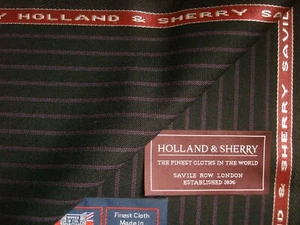 Y HOLLAND & SHERRY SAVILE
HOLLAND & SHERRY
THE FINEST CLOTHS IN THE WORLD
SAVILE ROW LONDON
ESTABLISHED 1836
Finest Cloth
Made in